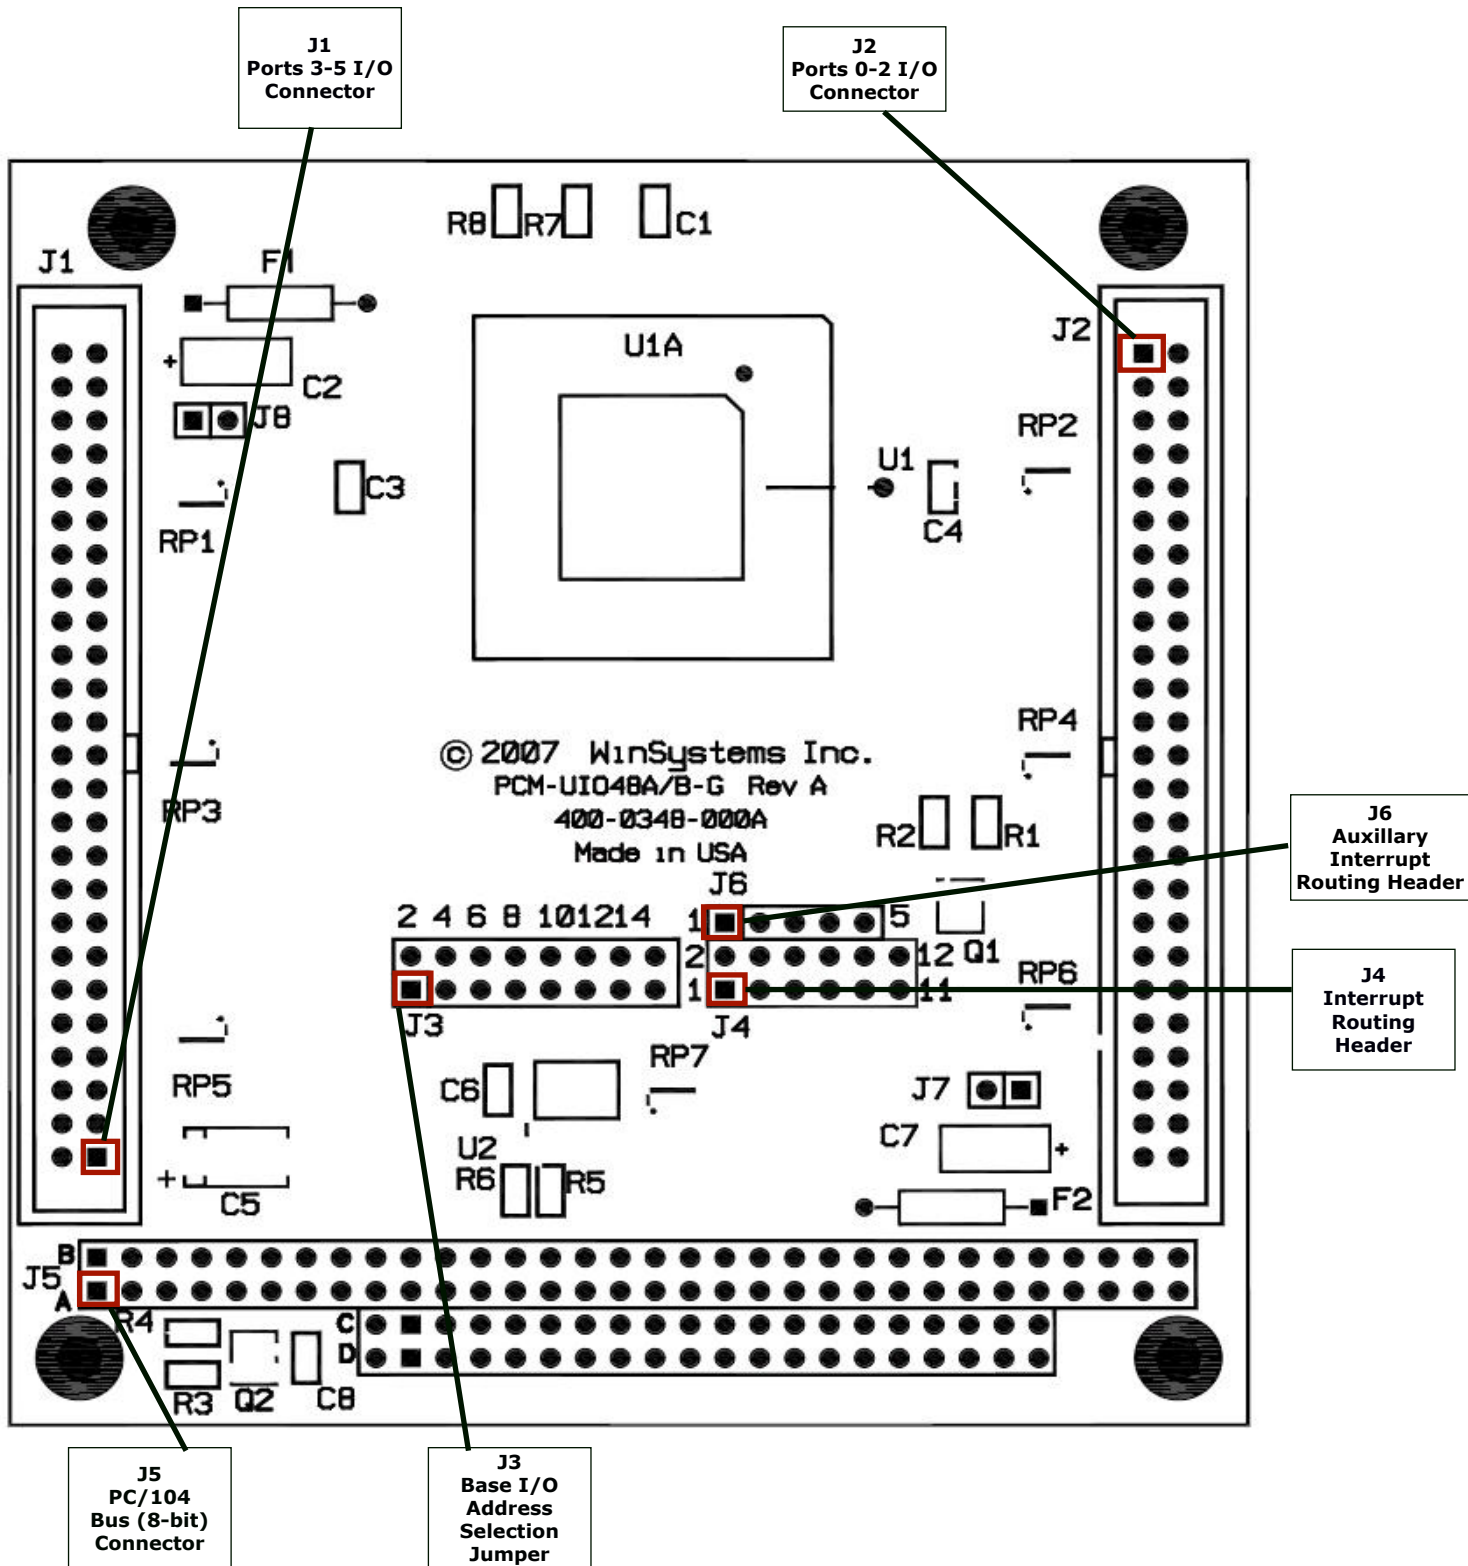 J1
Ports 3-5 I/O
Connector
J2
Ports 0-2 I/O
Connector
R8 R7 C1
J1
F1
U1A
J2
+
C2
J8
RP2
U1
C3
C4
RP1
RP4
© 2007 WinSystems Inc.
PCM-UIO48A/B-G Rev A
RP3
400-0348-000A
R2 R1
Made in USA
J6
Auxillary
Interrupt
Routing Header
J6
2 4 6 8 10 12 14
1 5
2 12 Q1
1 11
RP6
J3 J4
J4
Interrupt
Routing
Header
RP7
RP5
C6
J7
U2
C7
+
R6 R5
+
C5
F2
B
J5
A
R4
C
D
R3 Q2 C8
J5
PC/104
Bus (8-bit)
Connector
J3
Base I/O
Address
Selection
Jumper